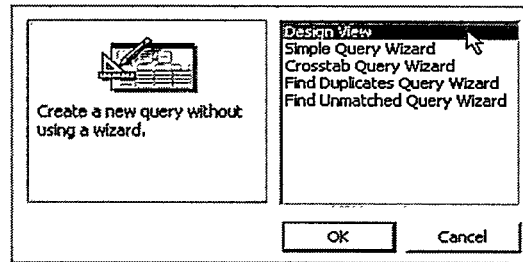 Create a new query without
using a wizard.
Design View
Simple Query Wizard
Crosstab Query Wizard
Find Duplicates Query Wizard
Find Unmatched Query Wizard
OK
Cancel